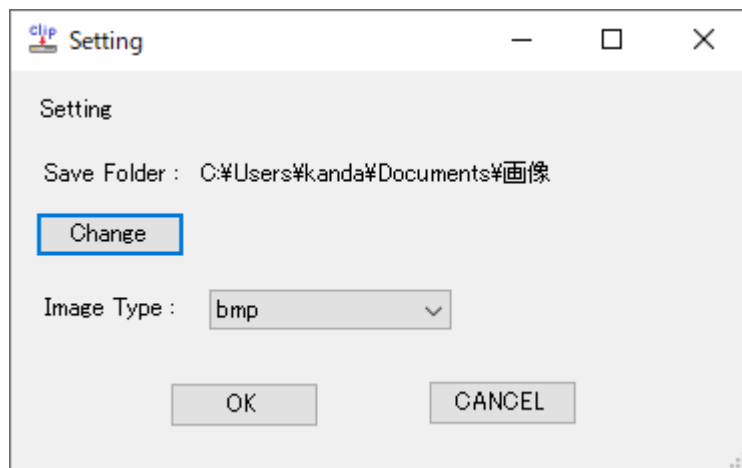 clip Setting
Setting
Save Folder : C:¥Users¥kanda¥Documents¥画像
Change
Image Type : bmp
OK CANCEL